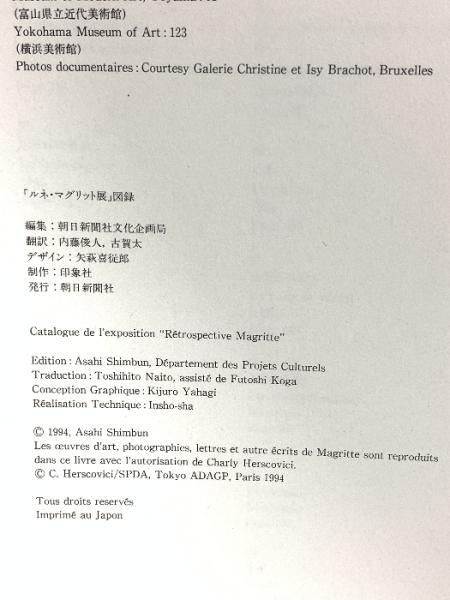 (富山県立近代美術館)
Yokohama Museum of Art : 123
(横浜美術館)
Photos documentaires : Courtesy Galerie Christine et Isy Brachot, Bruxelles
『ルネ・マグリット展』図録
編集：朝日新聞社文化企画局
翻訳：内藤俊人, 古賀太
デザイン：矢萩喜従郎
制作：印象社
発行：朝日新聞社
Catalogue de l'exposition "Rétrospective Magritte"
Edition : Asahi Shimbun, Département des Projets Culturels
Traduction : Toshihito Naito, assisté de Futoshi Koga
Conception Graphique : Kijuro Yahagi
Réalisation Technique : Insho-sha
© 1994, Asahi Shimbun
Les œuvres d'art, photographies, lettres et autre écrits de Magritte sont reproduits
dans ce livre avec l'autorisation de Charly Herscovici.
© C. Herscovici/SPDA, Tokyo ADAGP, Paris 1994
Tous droits reservés
Imprimé au Japon